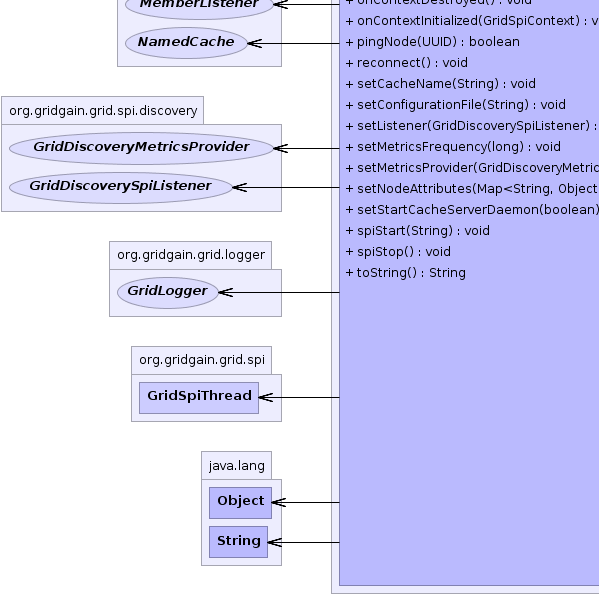 MemberListener
NamedCache
org.gridgain.grid.spi.discovery
GridDiscoveryMetricsProvider
GridDiscoverySpiListener
org.gridgain.grid.logger
GridLogger
org.gridgain.grid.spi
GridSpiThread
java.lang
Object
String
+ onContextDestroyed() : void
+ onContextInitialized(GridSpiContext) : v
+ pingNode(UUID) : boolean
+ reconnect() : void
+ setCacheName(String) : void
+ setConfigurationFile(String) : void
+ setListener(GridDiscoverySpiListener) :
+ setMetricsFrequency(long) : void
+ setMetricsProvider(GridDiscoveryMetric
+ setNodeAttributes(Map<String, Object
+ setStartCacheServerDaemon(boolean)
+ spiStart(String) : void
+ spiStop() : void
+ toString() : String